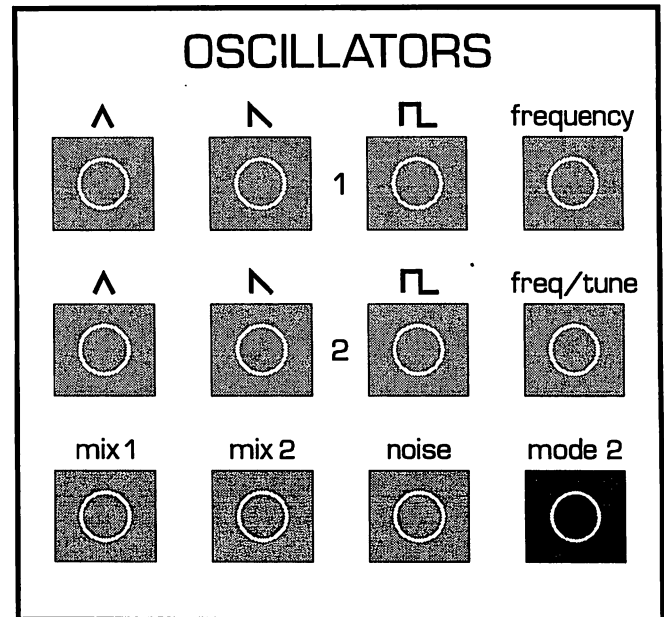 OSCILLATORS
frequency
1
freq/tune
2
mix 1 mix 2 noise mode 2